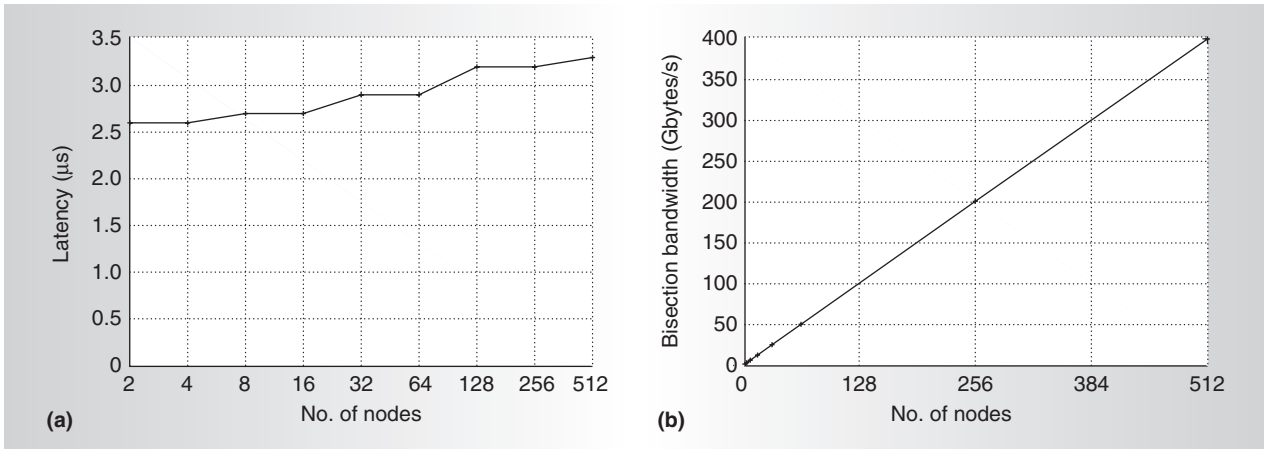 3.5
3.0
2.5
2.0
1.5
1.0
0.5
0
Latency (μs)
2 4 8 16 32 64 128 256 512
No. of nodes
(a)
400
350
300
250
200
150
100
50
0
Bisection bandwidth (Gbytes/s)
0 128 256 384 512
No. of nodes
(b)